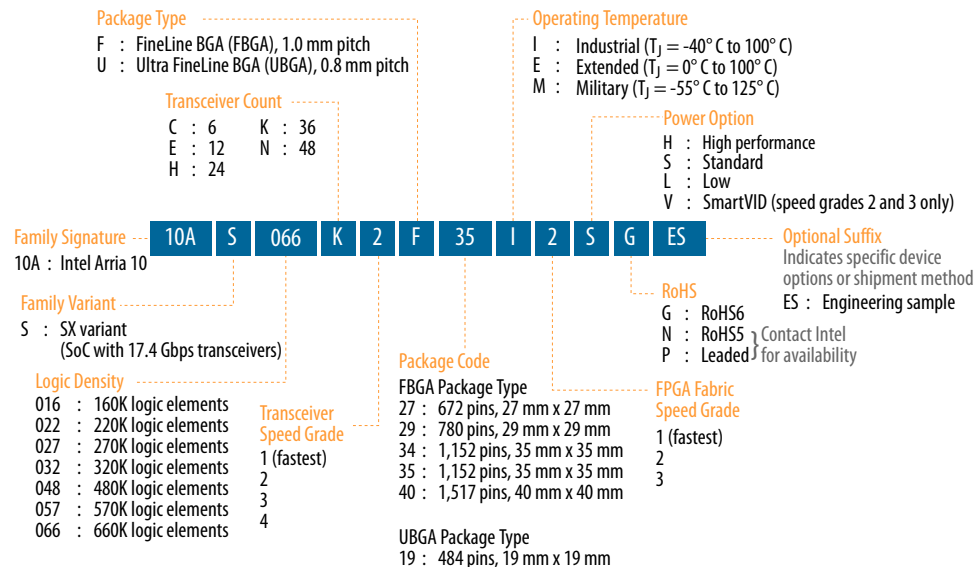 Package Type
F : FineLine BGA (FBGA), 1.0 mm pitch
U : Ultra FineLine BGA (UBGA), 0.8 mm pitch
Operating Temperature
I : Industrial (TJ = -40° C to 100° C)
E : Extended (TJ = 0° C to 100° C)
M : Military (TJ = -55° C to 125° C)
Transceiver Count
C : 6 K : 36
E : 12 N : 48
H : 24
Power Option
H : High performance
S : Standard
L : Low
V : SmartVID (speed grades 2 and 3 only)
Family Signature
10A : Intel Arria 10
10A S 066 K 2 F 35 I 2 S G ES
Optional Suffix
Indicates specific device
options or shipment method
ES : Engineering sample
Family Variant
S : SX variant
(SoC with 17.4 Gbps transceivers)
RoHS
G : RoHS6
N : RoHS5
P : Leaded
} Contact Intel
for availability
Logic Density
016 : 160K logic elements
022 : 220K logic elements
027 : 270K logic elements
032 : 320K logic elements
048 : 480K logic elements
057 : 570K logic elements
066 : 660K logic elements
Transceiver
Speed Grade
1 (fastest)
2
3
4
Package Code
FBGA Package Type
27 : 672 pins, 27 mm x 27 mm
29 : 780 pins, 29 mm x 29 mm
34 : 1,152 pins, 35 mm x 35 mm
35 : 1,152 pins, 35 mm x 35 mm
40 : 1,517 pins, 40 mm x 40 mm
UBGA Package Type
19 : 484 pins, 19 mm x 19 mm
FPGA Fabric
Speed Grade
1 (fastest)
2
3